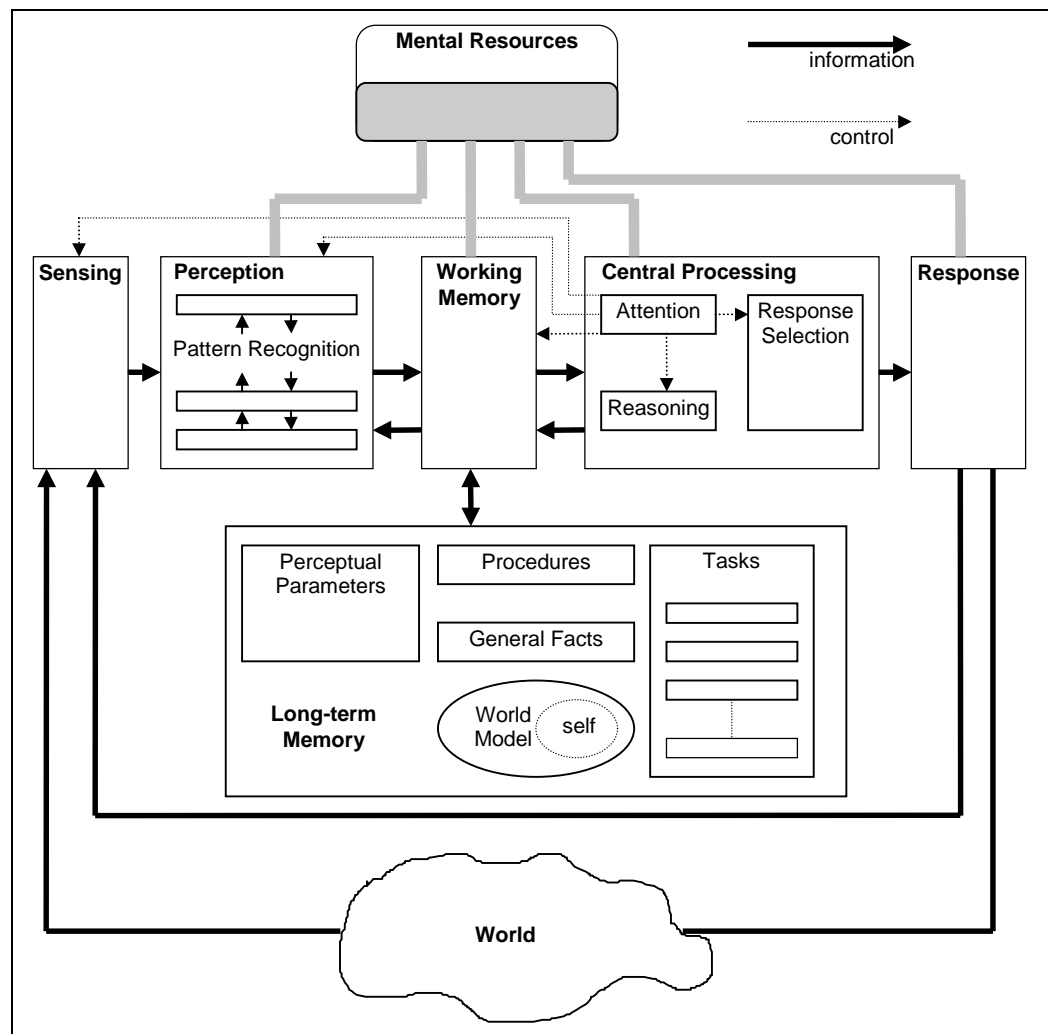 Mental Resources
information
control
Sensing
Perception
Pattern Recognition
Working
Memory
Central Processing
Attention
Reasoning
Response
Selection
Response
Perceptual
Parameters
Procedures
General Facts
Tasks
Long-term
Memory
World
Model
self
World